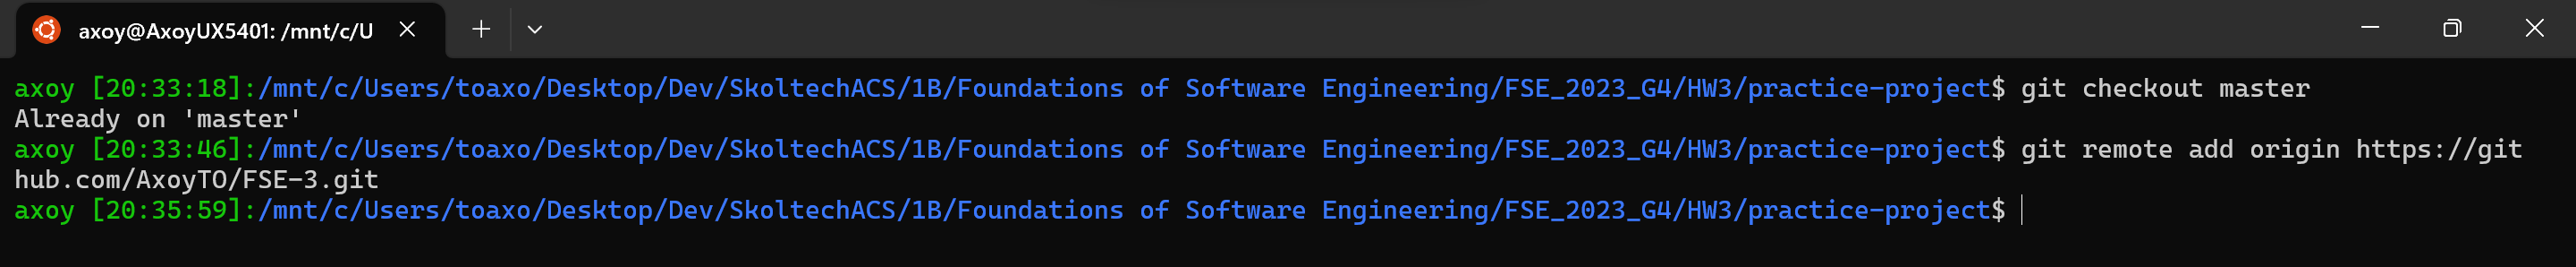 axoy@AxoyUX5401: /mnt/c/U
axoy [20:33:18]:/mnt/c/Users/toaxo/Desktop/Dev/SkoltechACS/1B/Foundations of Software Engineering/FSE_2023_G4/HW3/practice-project$ git checkout master
Already on 'master'
axoy [20:33:46]:/mnt/c/Users/toaxo/Desktop/Dev/SkoltechACS/1B/Foundations of Software Engineering/FSE_2023_G4/HW3/practice-project$ git remote add origin https://git
hub.com/AxoyTO/FSE-3.git
axoy [20:35:59]:/mnt/c/Users/toaxo/Desktop/Dev/SkoltechACS/1B/Foundations of Software Engineering/FSE_2023_G4/HW3/practice-project$